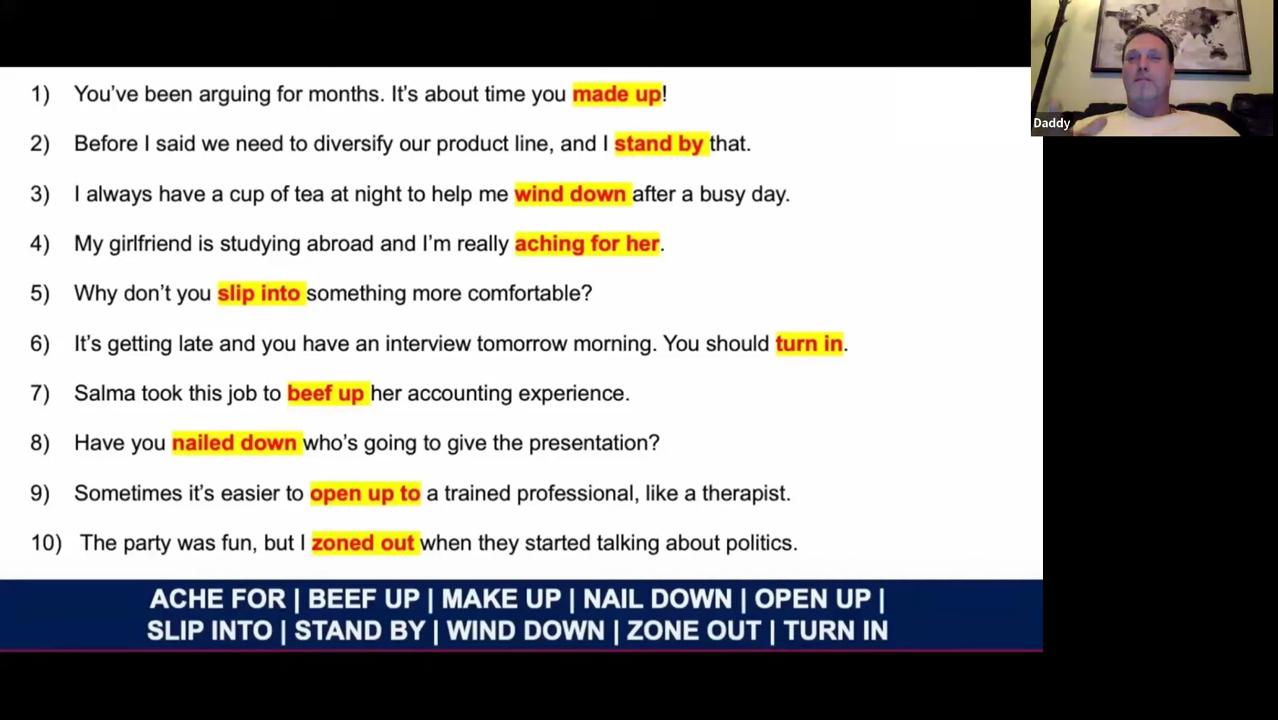 1) You've been arguing for months. It's about time you made up!
2) Before I said we need to diversify our product line, and I stand by that.
3) I always have a cup of tea at night to help me wind down after a busy day.
4) My girlfriend is studying abroad and I'm really aching for her.
5) Why don't you slip into something more comfortable?
6) It's getting late and you have an interview tomorrow morning. You should turn in.
7) Salma took this job to beef up her accounting experience.
8) Have you nailed down who's going to give the presentation?
9) Sometimes it's easier to open up to a trained professional, like a therapist.
10) The party was fun, but I zoned out when they started talking about politics.
ACHE FOR | BEEF UP | MAKE UP | NAIL DOWN | OPEN UP |
SLIP INTO | STAND BY | WIND DOWN | ZONE OUT | TURN IN
Daddy